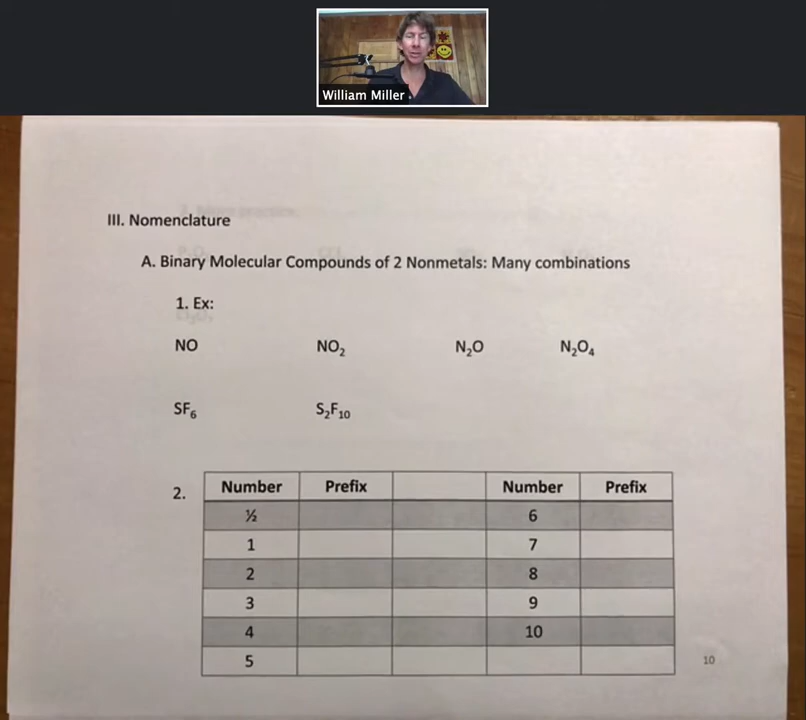 William Miller
III. Nomenclature
A. Binary Molecular Compounds of 2 Nonmetals: Many combinations
1. Ex:
NO NO₂ N₂O N₂O₄
SF₆ S₂F₁₀
2.
Number Prefix Number Prefix
½ 6
1 7
2 8
3 9
4 10
5
10